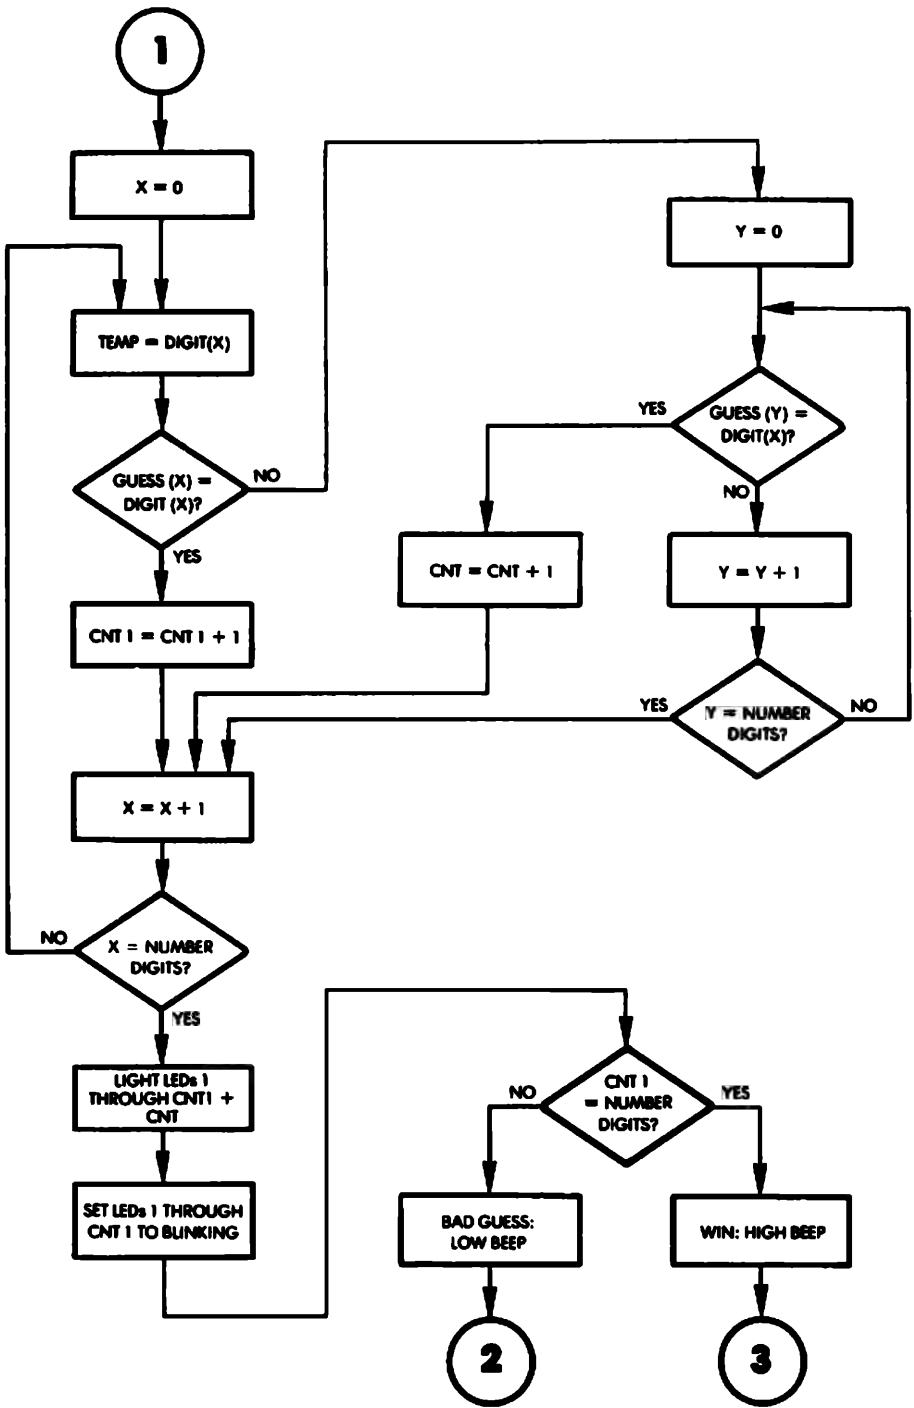 1
X = 0
TEMP = DIGIT(X)
GUESS (X) =
DIGIT (X)?
NO
YES
CNT 1 = CNT 1 + 1
X = X + 1
X = NUMBER
DIGITS?
NO
YES
LIGHT LEDs 1
THROUGH CNT1 +
CNT
SET LEDs 1 THROUGH
CNT 1 TO BLINKING
Y = 0
GUESS (Y) =
DIGIT(X)?
YES
NO
CNT = CNT + 1
Y = Y + 1
Y = NUMBER
DIGITS?
YES
NO
CNT 1
= NUMBER
DIGITS?
NO
YES
BAD GUESS:
LOW BEEP
WIN: HIGH BEEP
2
3